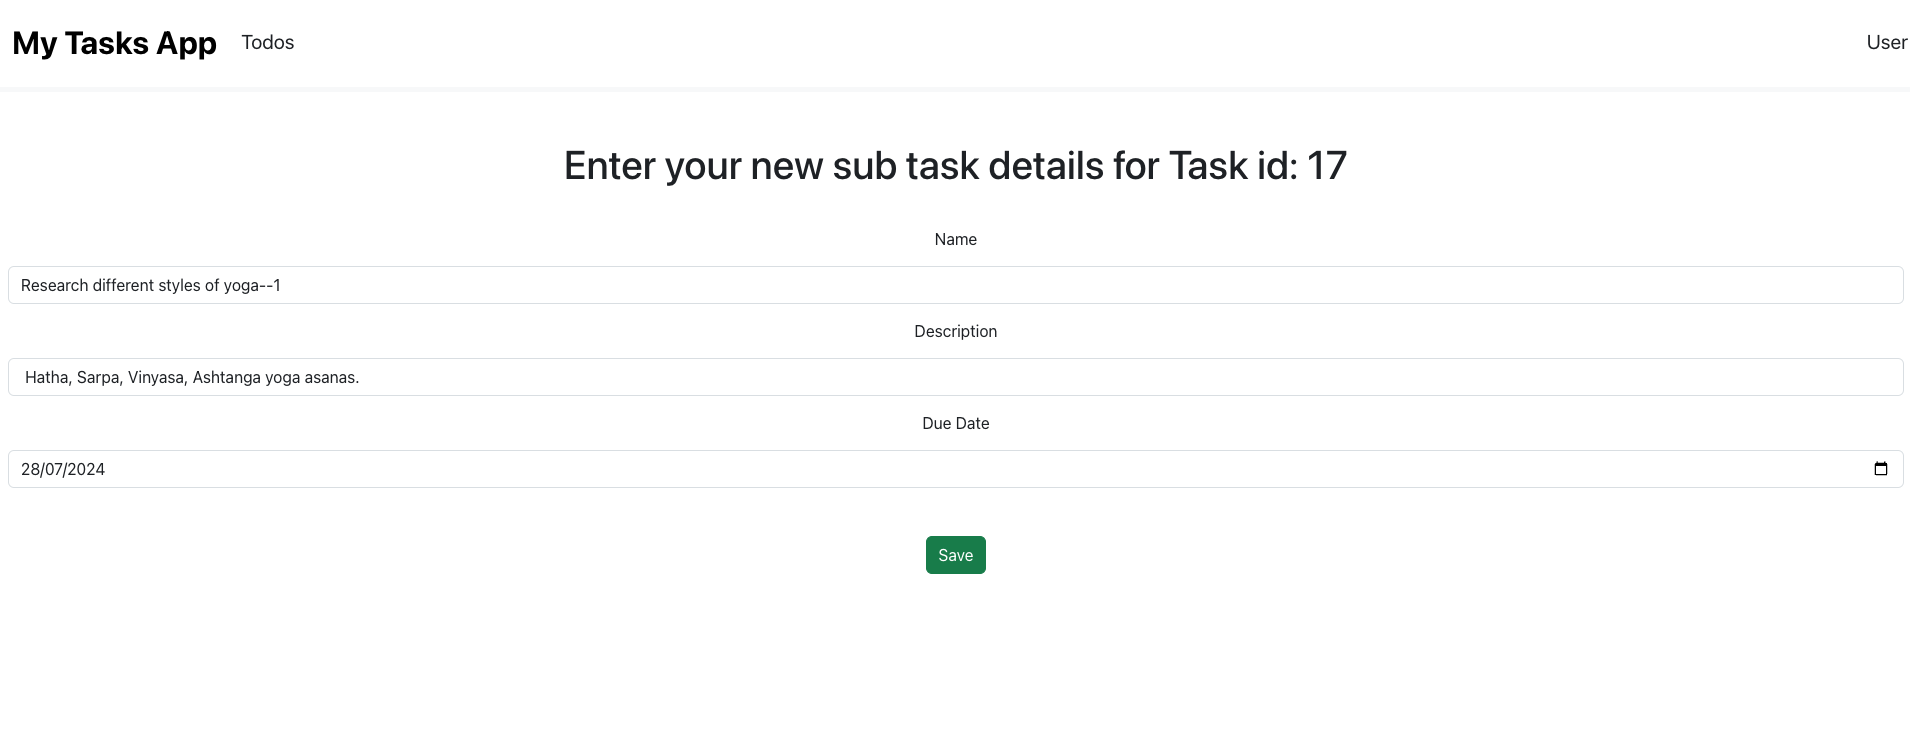 My Tasks App Todos User
Enter your new sub task details for Task id: 17
Name
Research different styles of yoga--1
Description
Hatha, Sarpa, Vinyasa, Ashtanga yoga asanas.
Due Date
28/07/2024
Save